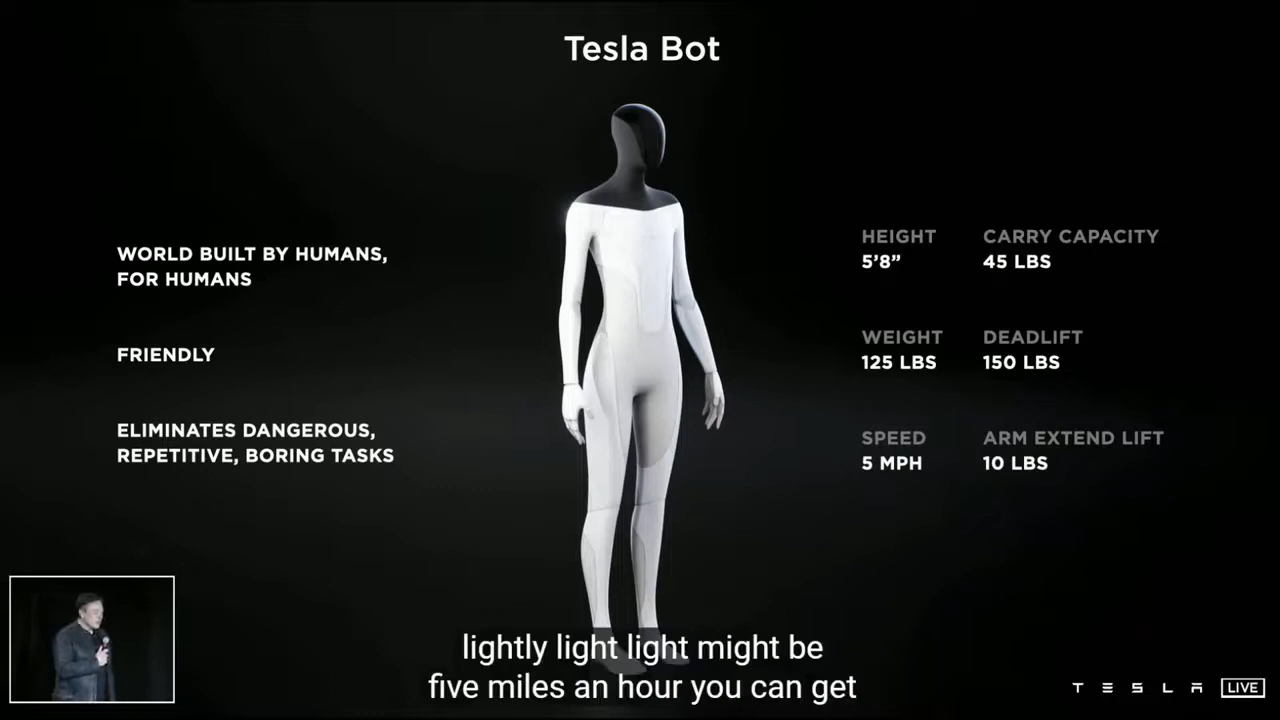 Tesla Bot
WORLD BUILT BY HUMANS,
FOR HUMANS
FRIENDLY
ELIMINATES DANGEROUS,
REPETITIVE, BORING TASKS
HEIGHT
5’8”
CARRY CAPACITY
45 LBS
WEIGHT
125 LBS
DEADLIFT
150 LBS
SPEED
5 MPH
ARM EXTEND LIFT
10 LBS
lightly light light might be
five miles an hour you can get
TESLA LIVE